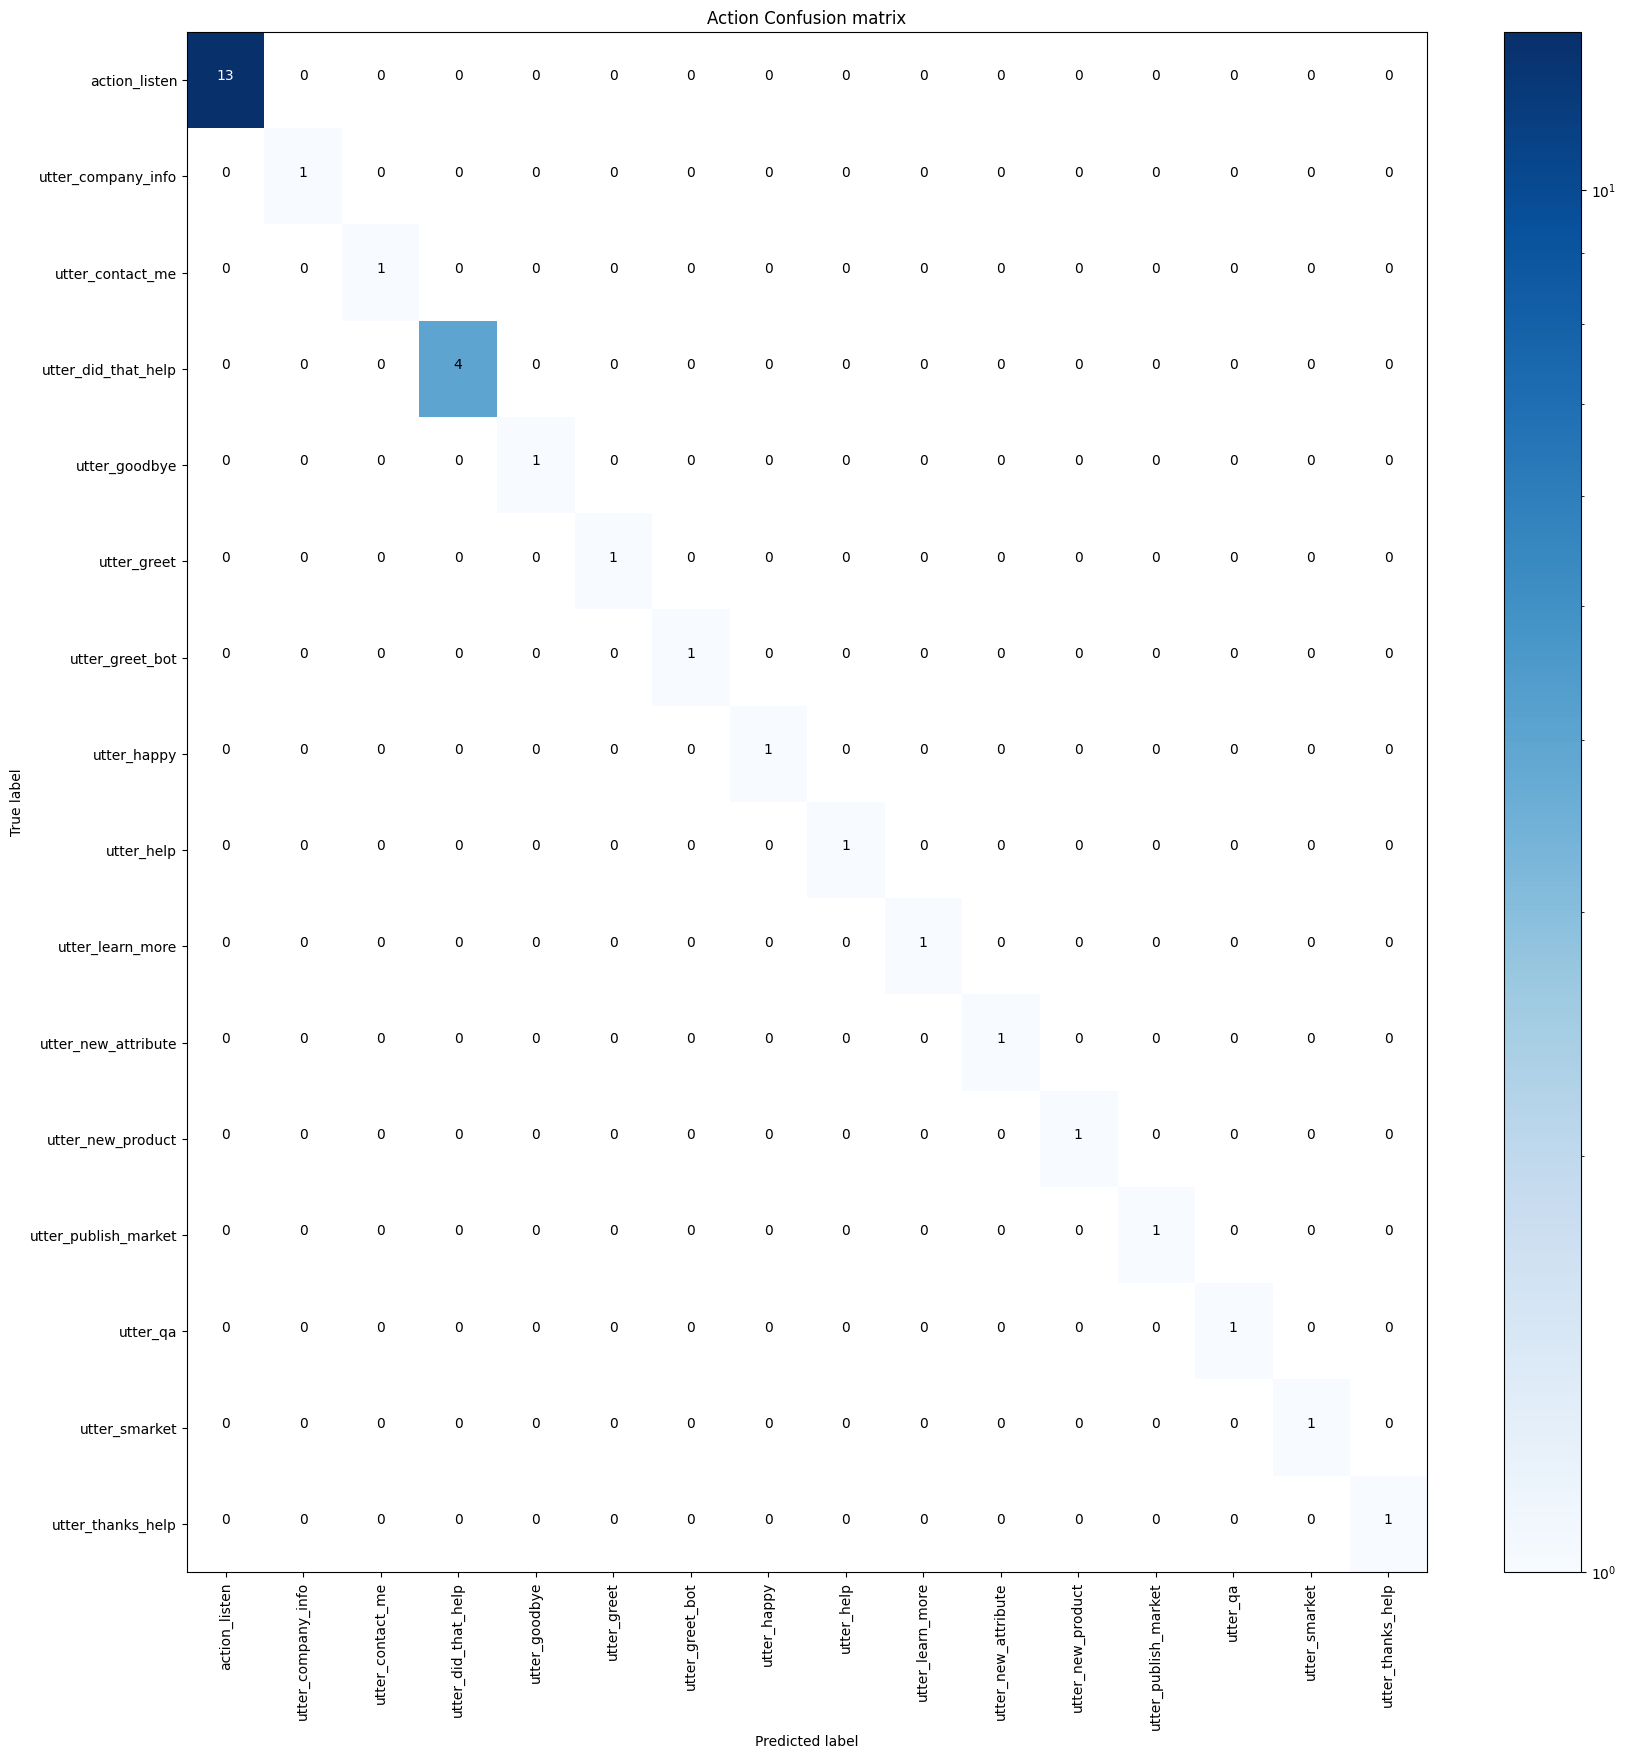 Action Confusion matrix
action_listen 13 0 0 0 0 0 0 0 0 0 0 0 0 0 0 0
utter_company_info 0 1 0 0 0 0 0 0 0 0 0 0 0 0 0 0
utter_contact_me 0 0 1 0 0 0 0 0 0 0 0 0 0 0 0 0
utter_did_that_help 0 0 0 4 0 0 0 0 0 0 0 0 0 0 0 0
utter_goodbye 0 0 0 0 1 0 0 0 0 0 0 0 0 0 0 0
utter_greet 0 0 0 0 0 1 0 0 0 0 0 0 0 0 0 0
utter_greet_bot 0 0 0 0 0 0 1 0 0 0 0 0 0 0 0 0
utter_happy 0 0 0 0 0 0 0 1 0 0 0 0 0 0 0 0
utter_help 0 0 0 0 0 0 0 0 1 0 0 0 0 0 0 0
utter_learn_more 0 0 0 0 0 0 0 0 0 1 0 0 0 0 0 0
utter_new_attribute 0 0 0 0 0 0 0 0 0 0 1 0 0 0 0 0
utter_new_product 0 0 0 0 0 0 0 0 0 0 0 1 0 0 0 0
utter_publish_market 0 0 0 0 0 0 0 0 0 0 0 0 1 0 0 0
utter_qa 0 0 0 0 0 0 0 0 0 0 0 0 0 1 0 0
utter_smarket 0 0 0 0 0 0 0 0 0 0 0 0 0 0 1 0
utter_thanks_help 0 0 0 0 0 0 0 0 0 0 0 0 0 0 0 1
True label
action_listen
utter_company_info
utter_contact_me
utter_did_that_help
utter_goodbye
utter_greet
utter_greet_bot
utter_happy
utter_help
utter_learn_more
utter_new_attribute
utter_new_product
utter_publish_market
utter_qa
utter_smarket
utter_thanks_help
Predicted label
10¹
10⁰